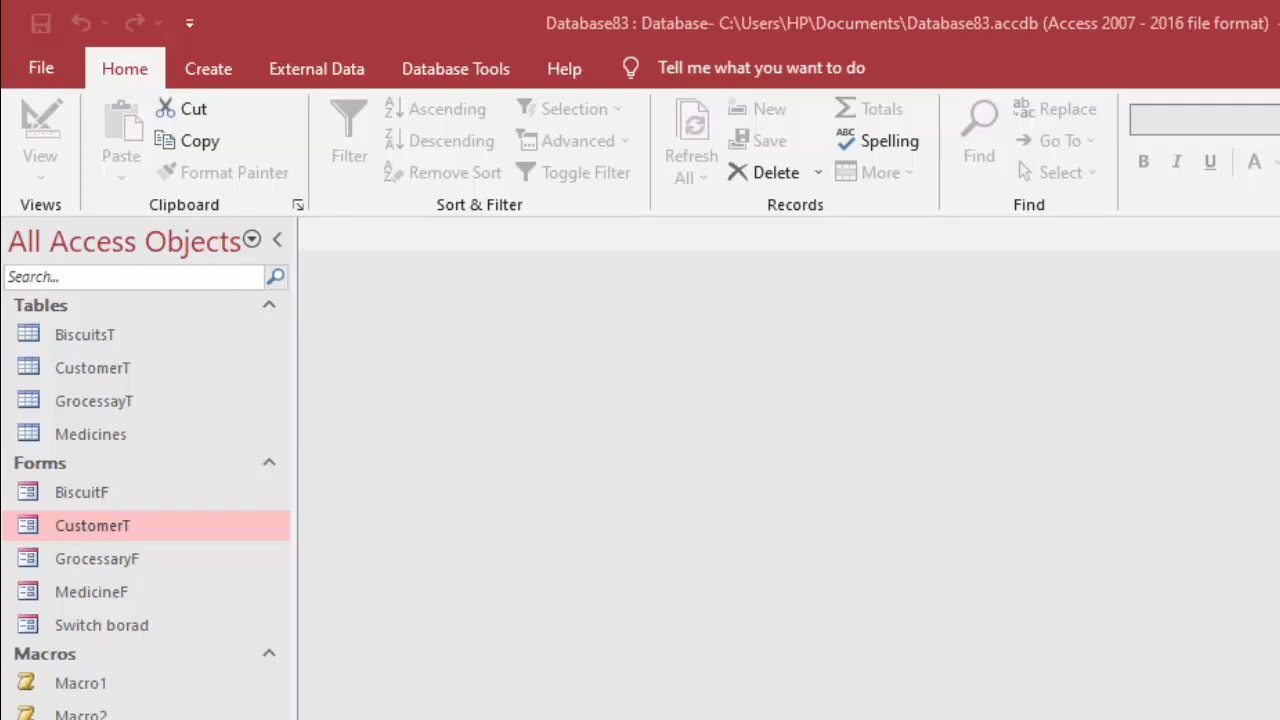 Database83 : Database- C:\Users\HP\Documents\Database83.accdb (Access 2007 - 2016 file format)
File Home Create External Data Database Tools Help Tell me what you want to do
View
Views
Paste
Cut
Copy
Format Painter
Clipboard
Filter
Ascending
Descending
Remove Sort
Selection
Advanced
Toggle Filter
Sort & Filter
Refresh
All
New
Save
Delete
Totals
Spelling
More
Records
Find
Replace
Go To
Select
Find
B I U A
All Access Objects
Search...
Tables
BiscuitsT
CustomerT
GrocessayT
Medicines
Forms
BiscuitF
CustomerT
GrocessaryF
MedicineF
Switch borad
Macros
Macro1
Macro2